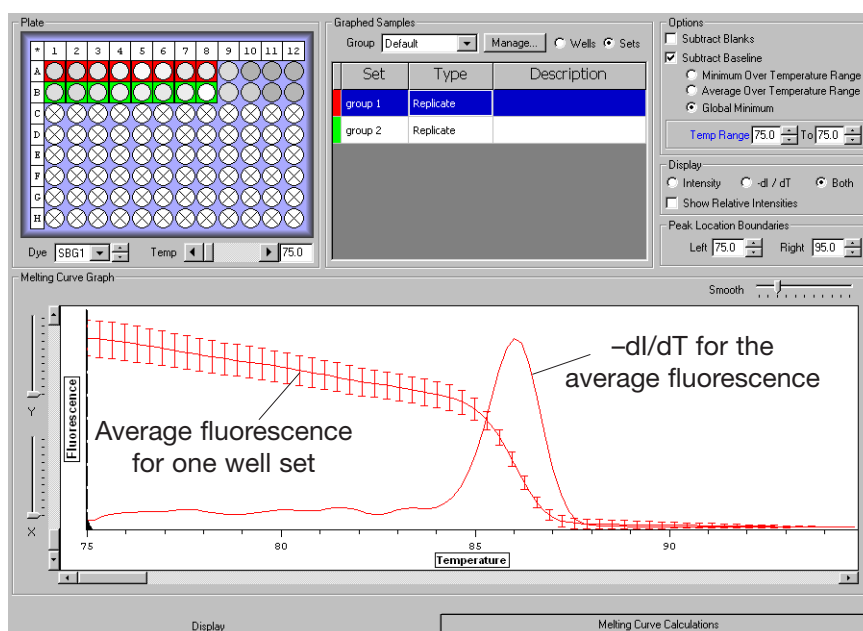 Plate
* 1 2 3 4 5 6 7 8 9 10 11 12
A
B
C
D
E
F
G
H
Dye SBG1 Temp 75.0
Graphed Samples
Group Default Manage... Wells Sets
Set Type Description
group 1 Replicate
group 2 Replicate
Options
Subtract Blanks
Subtract Baseline
Minimum Over Temperature Range
Average Over Temperature Range
Global Minimum
Temp Range 75.0 To 75.0
Display
Intensity -dI / dT Both
Show Relative Intensities
Peak Location Boundaries
Left 75.0 Right 95.0
Melting Curve Graph
Smooth
Y
X
Fluorescence
–dI/dT for the
average fluorescence
Average fluorescence
for one well set
75 80 85 90
Temperature
Display Melting Curve Calculations